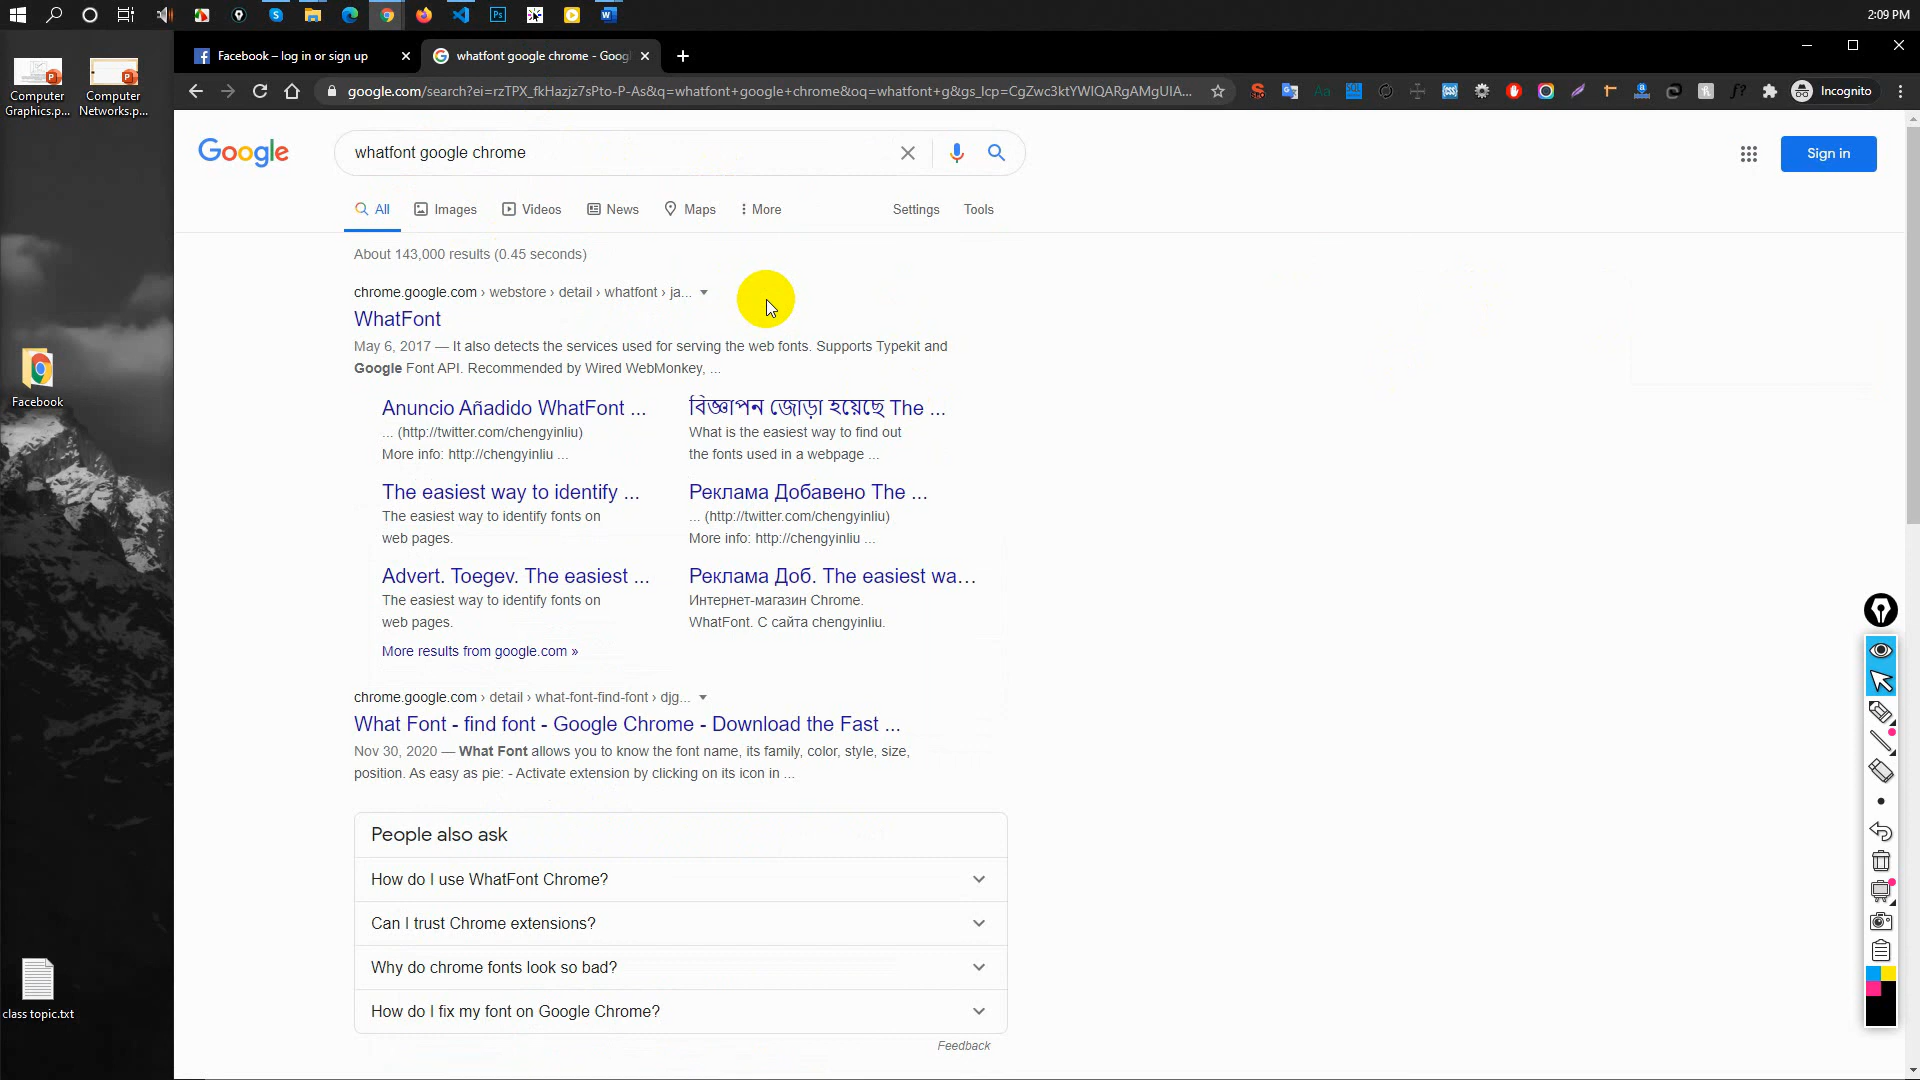 2:09 PM
Computer
Graphics.p...
Computer
Networks.p...
Facebook
class topic.txt
Facebook – log in or sign up
whatfont google chrome - Goog
google.com/search?ei=rzTPX_fkHazjz7sPto-P-As&q=whatfont+google+chrome&oq=whatfont+g&gs_lcp=CgZwc3ktYWIQARgAMgUIA...
Incognito
Google
whatfont google chrome
Sign in
All
Images
Videos
News
Maps
More
Settings
Tools
About 143,000 results (0.45 seconds)
chrome.google.com › webstore › detail › whatfont › ja...
WhatFont
May 6, 2017 — It also detects the services used for serving the web fonts. Supports Typekit and
Google Font API. Recommended by Wired WebMonkey, ...
Anuncio Añadido WhatFont ...
... (http://twitter.com/chengyinliu)
More info: http://chengyinliu ...
বিজ্ঞাপন জোড়া হয়েছে The ...
What is the easiest way to find out
the fonts used in a webpage ...
The easiest way to identify ...
The easiest way to identify fonts on
web pages.
Реклама Добавено The ...
... (http://twitter.com/chengyinliu)
More info: http://chengyinliu ...
Advert. Toegev. The easiest ...
The easiest way to identify fonts on
web pages.
Реклама Доб. The easiest wa...
Интернет-магазин Chrome.
WhatFont. С сайта chengyinliu.
More results from google.com »
chrome.google.com › detail › what-font-find-font › djg...
What Font - find font - Google Chrome - Download the Fast ...
Nov 30, 2020 — What Font allows you to know the font name, its family, color, style, size,
position. As easy as pie: - Activate extension by clicking on its icon in ...
People also ask
How do I use WhatFont Chrome?
Can I trust Chrome extensions?
Why do chrome fonts look so bad?
How do I fix my font on Google Chrome?
Feedback